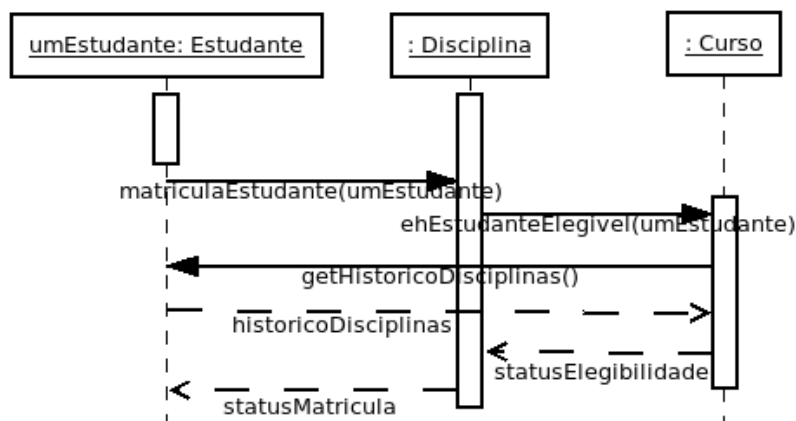 umEstudante: Estudante
: Disciplina
: Curso
matriculaEstudante(umEstudante)
ehEstudanteElegivel(umEstudante)
getHistoricoDisciplinas()
historicoDisciplinas
statusElegibilidade
statusMatricula